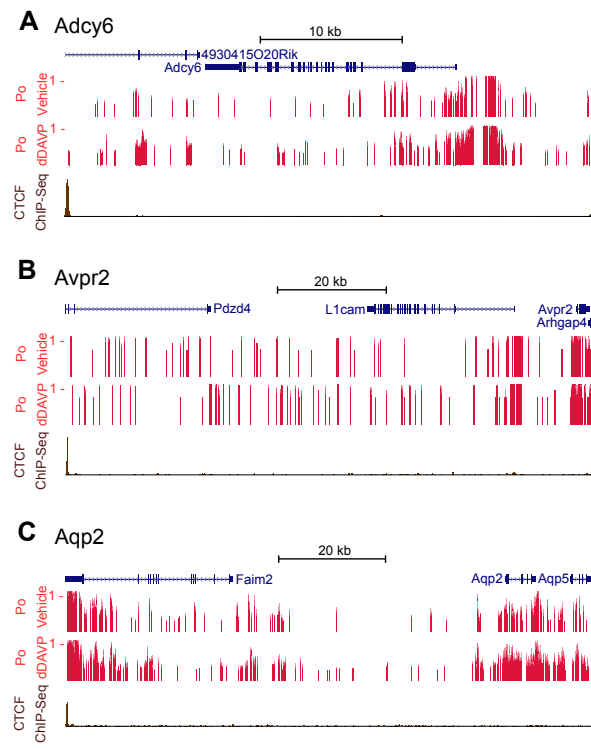 A Adcy6
10 kb
4930415O20Rik
Adcy6
Po Vehicle 1 -
Po dDAVP 1 -
CTCF ChIP-Seq
B Avpr2
20 kb
Pdzd4 L1cam Avpr2
Arhgap4
Po Vehicle 1 -
Po dDAVP 1 -
CTCF ChIP-Seq
C Aqp2
20 kb
Faim2 Aqp2 Aqp5
Po Vehicle 1 -
Po dDAVP 1 -
CTCF ChIP-Seq